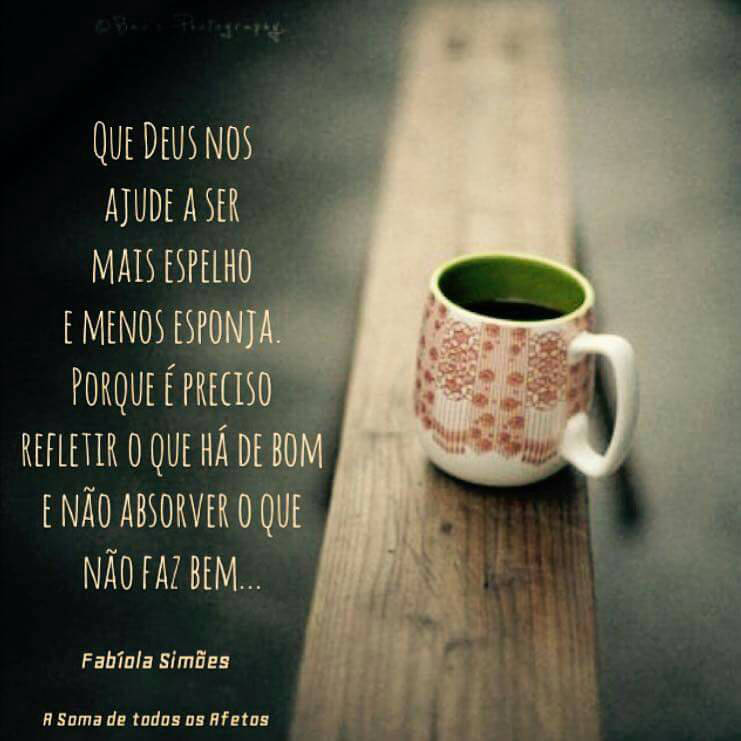 Que Deus nos
ajude a ser
mais espelho
e menos esponja.
Porque é preciso
refletir o que há de bom
e não absorver o que
não faz bem...
Fabíola Simões
A Soma de todos os Afetos
Photography